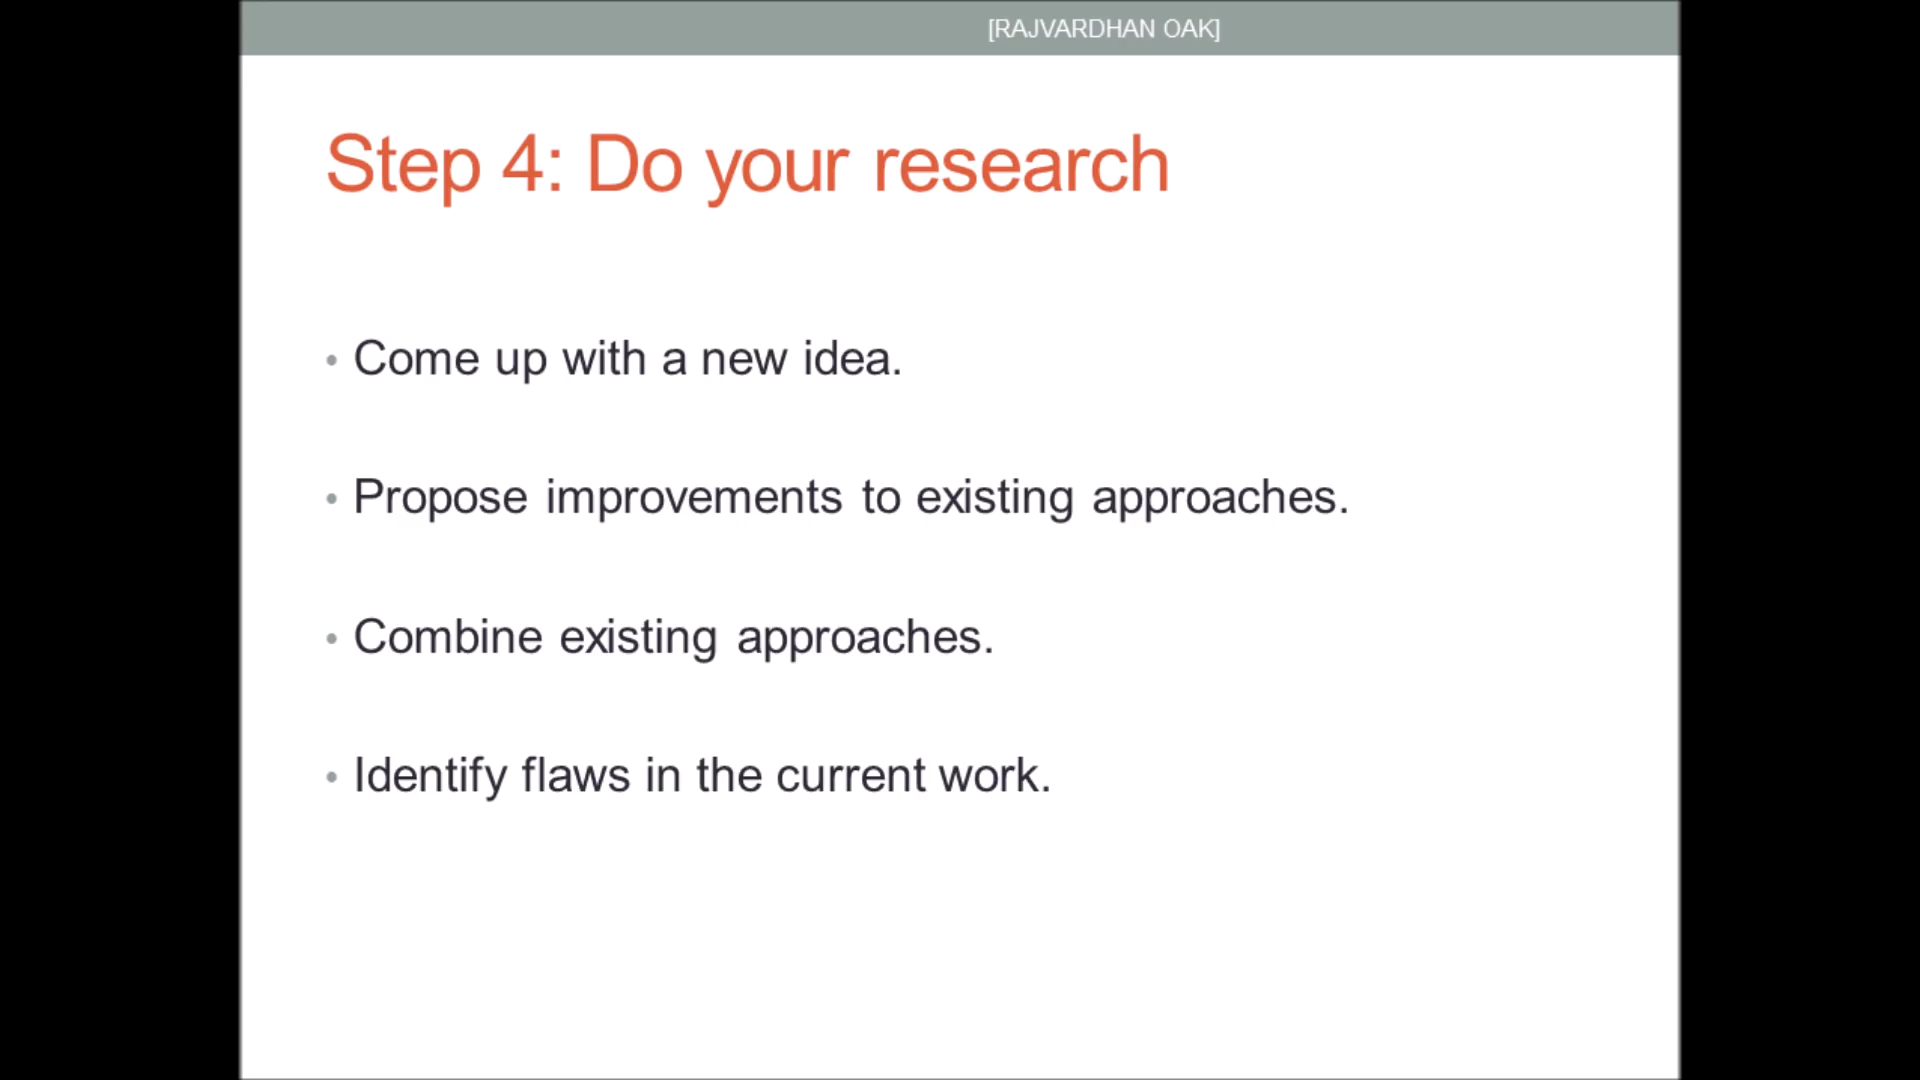 [RAJVARDHAN OAK]
Step 4: Do your research
• Come up with a new idea.
• Propose improvements to existing approaches.
• Combine existing approaches.
• Identify flaws in the current work.